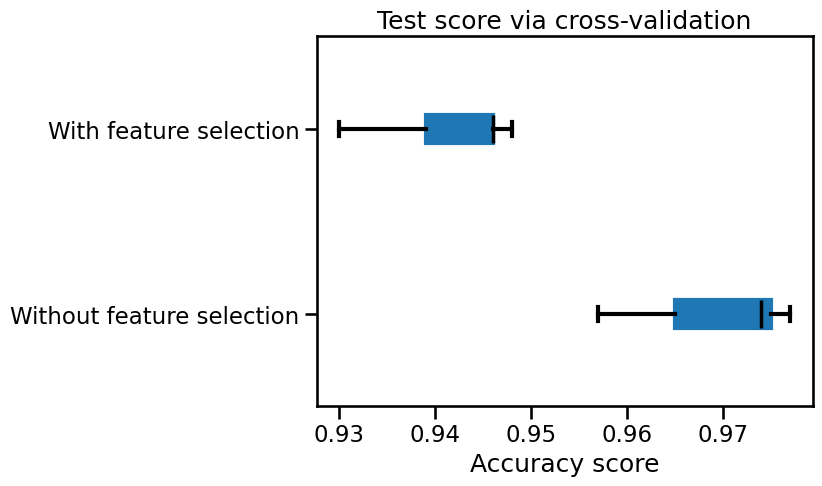 Test score via cross-validation
With feature selection
Without feature selection
0.93 0.94 0.95 0.96 0.97
Accuracy score